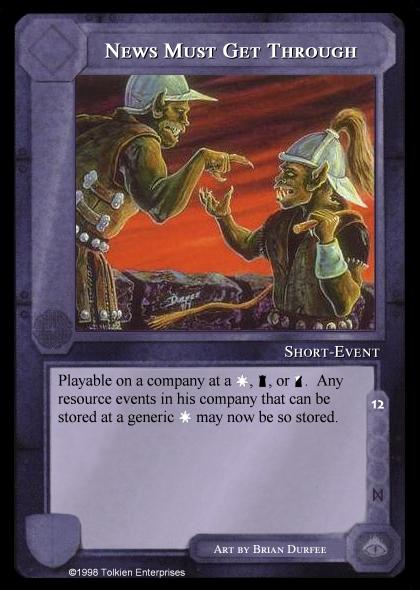 News Must Get Through
Durfee
Short-Event
Playable on a company at a , , or . Any
resource events in his company that can be
stored at a generic may now be so stored.
12
Art by Brian Durfee
©1998 Tolkien Enterprises